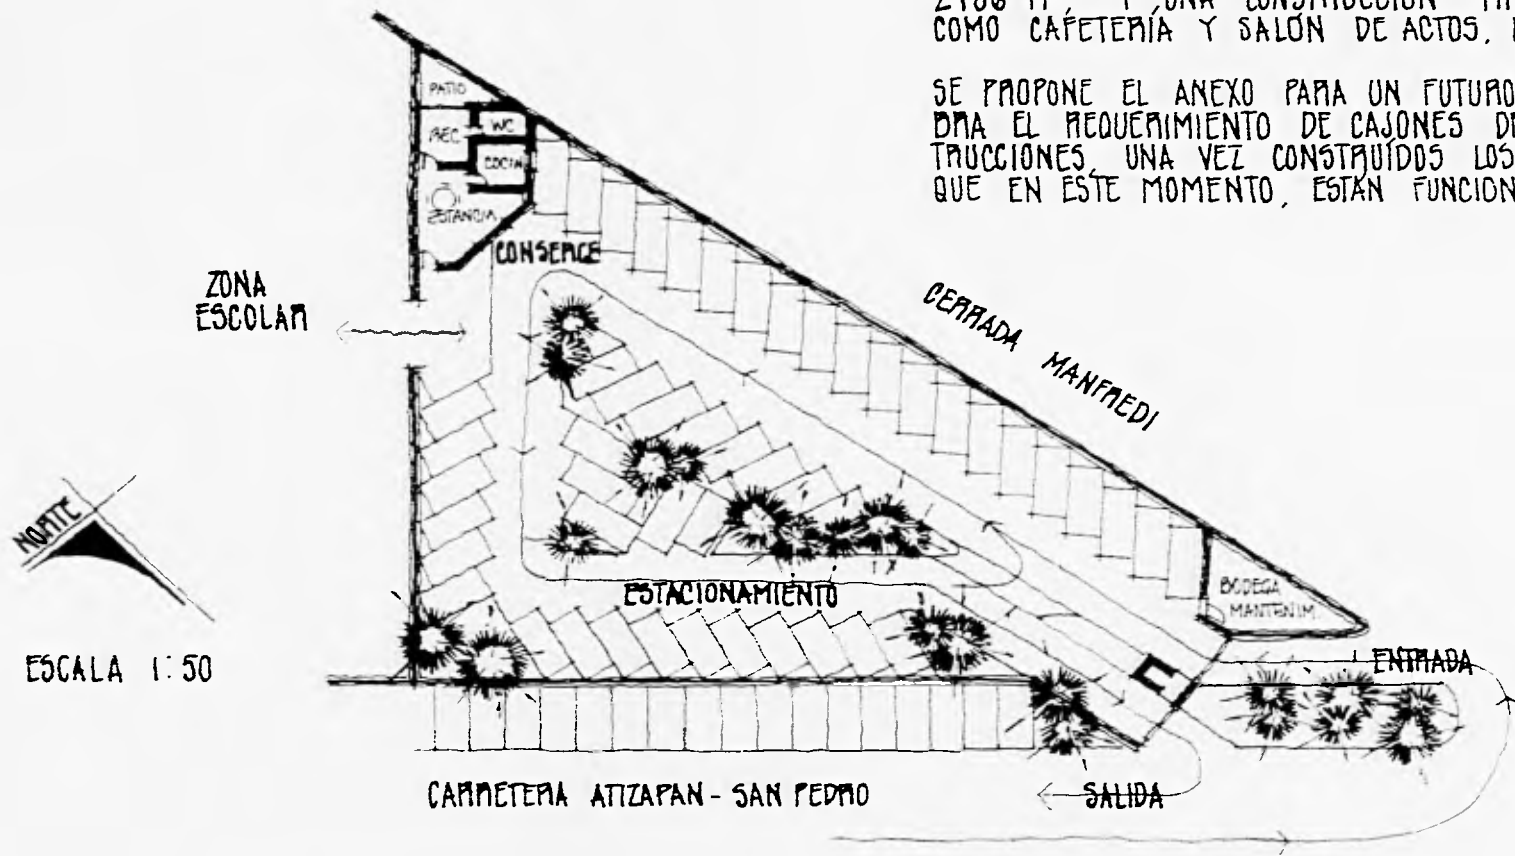 COMO CAFETERÍA Y SALÓN DE ACTOS.
SE PROPONE EL ANEXO PARA UN FUTURO
BRA EL REQUERIMIENTO DE CAJONES DE
TRUCCIONES, UNA VEZ CONSTRUÍDOS LOS
QUE EN ESTE MOMENTO, ESTÁN FUNCION
PATIO
REC
WC
COCIN
ESTANCIA
CONSERGE
ZONA
ESCOLAR
CERRADA MANFREDI
NORTE
ESTACIONAMIENTO
BODEGA
MANTENIM.
ESCALA 1:50
ENTRADA
CARRETERA ATIZAPAN - SAN PEDRO
SALIDA